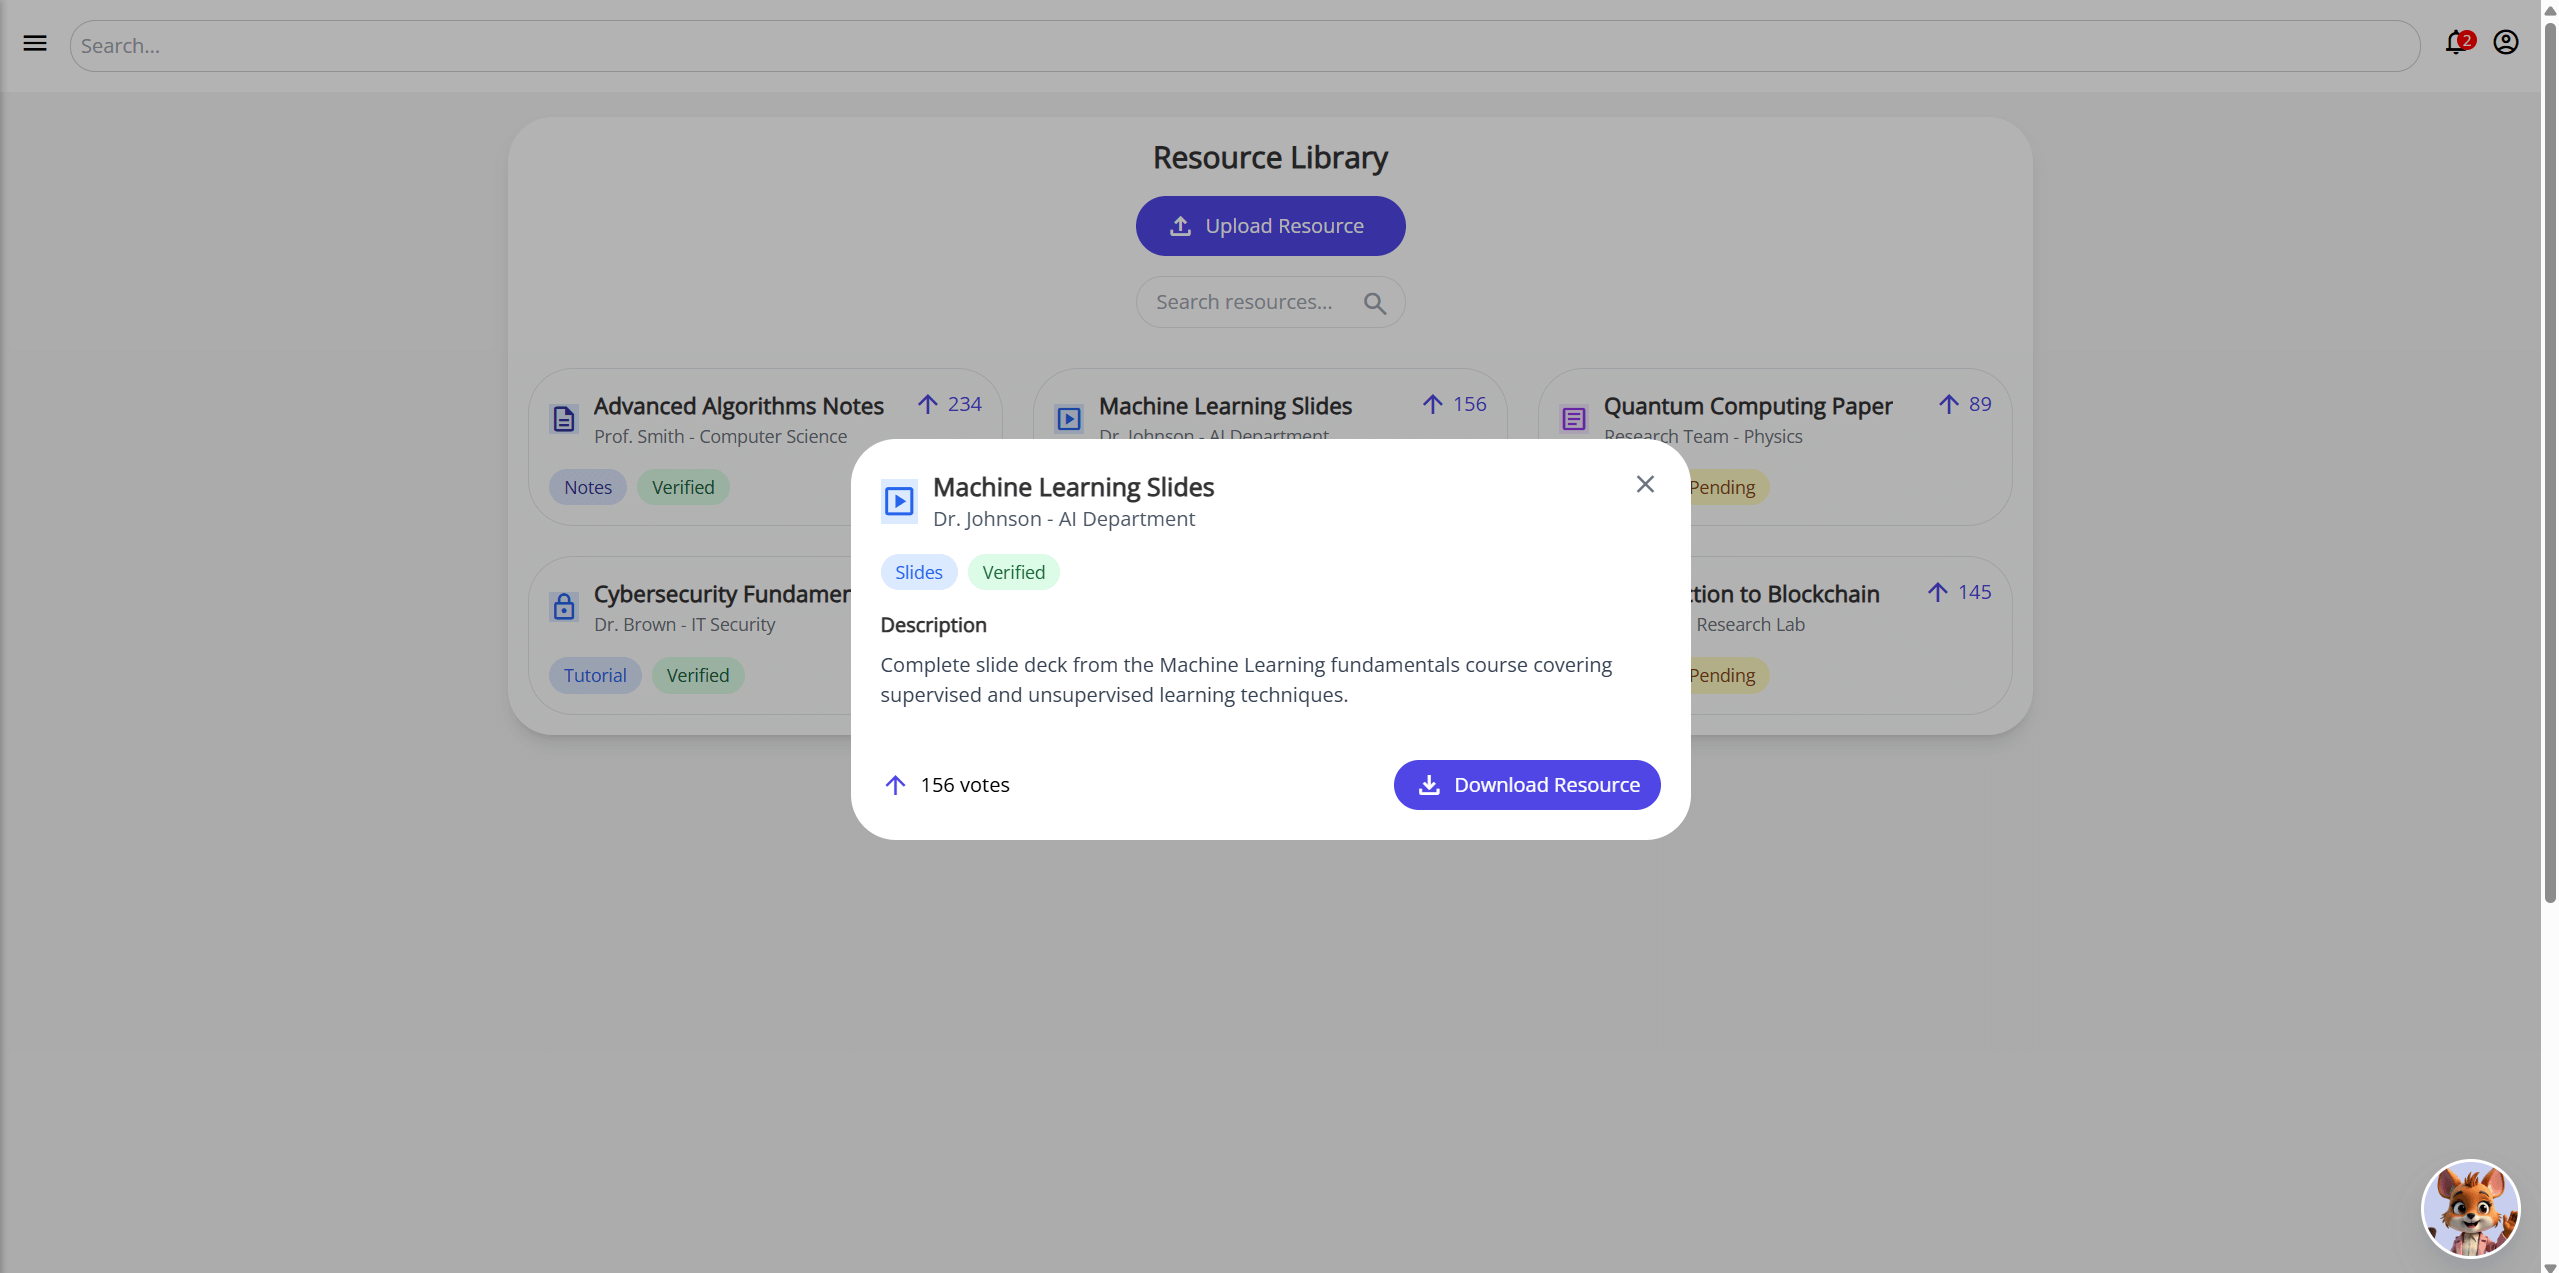 Search...
2
Resource Library
Upload Resource
Search resources...
Advanced Algorithms Notes
234
Prof. Smith - Computer Science
Notes
Verified
Machine Learning Slides
156
Dr. Johnson - AI Department
Quantum Computing Paper
89
Research Team - Physics
Pending
Cybersecurity
Dr. Brown - IT Security
Tutorial
Verified
to Blockchain
145
Research Lab
Pending
Machine Learning Slides
Dr. Johnson - AI Department
Slides
Verified
Description
Complete slide deck from the Machine Learning fundamentals course covering
supervised and unsupervised learning techniques.
156 votes
Download Resource